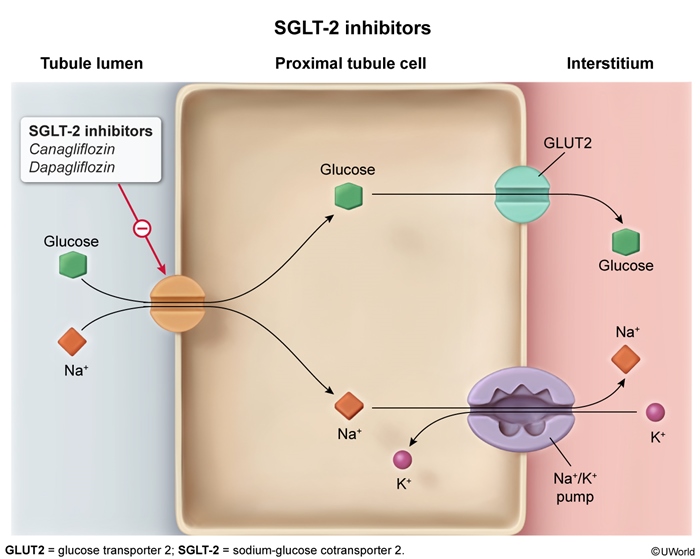 SGLT-2 inhibitors
Tubule lumen
Proximal tubule cell
Interstitium
SGLT-2 inhibitors
Canagliflozin
Dapagliflozin
GLUT2
Glucose
Glucose
Glucose
Na⁺
Na⁺
Na⁺
K⁺
K⁺
Na⁺/K⁺
pump
GLUT2 = glucose transporter 2; SGLT-2 = sodium-glucose cotransporter 2.
©UWorld